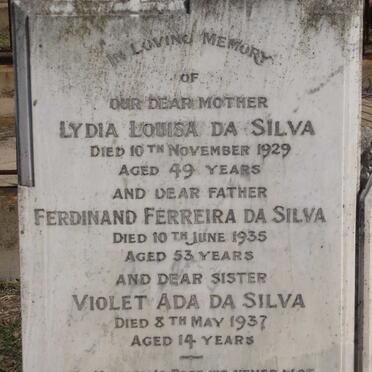 IN LOVING MEMORY
OF
OUR DEAR MOTHER
LYDIA LOUISA DA SILVA
DIED 10TH NOVEMBER 1929
AGED 49 YEARS
AND DEAR FATHER
FERDINAND FERREIRA DA SILVA
DIED 10TH JUNE 1935
AGED 53 YEARS
AND DEAR SISTER
VIOLET ADA DA SILVA
DIED 8TH MAY 1937
AGED 14 YEARS